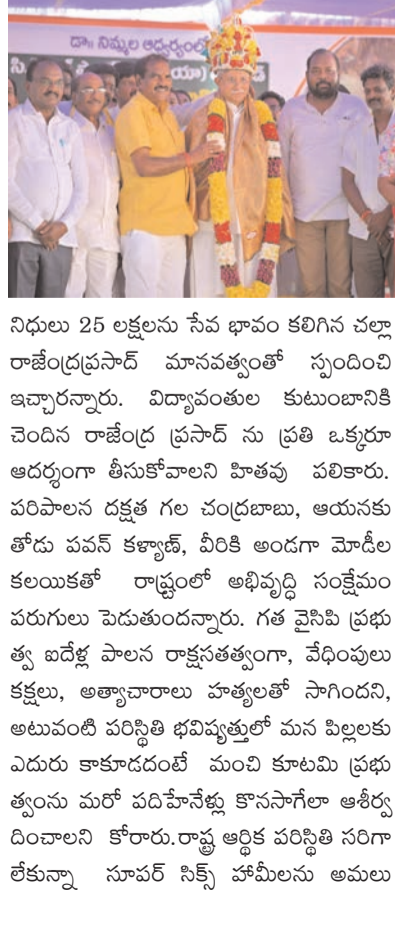 డా॥ నిమ్మల ఆధ్వర్యంలో
నిధులు 25 లక్షలను సేవ భావం కలిగిన చల్లా
రాజేంద్రప్రసాద్ మానవత్వంతో స్పందించి
ఇచ్చారన్నారు. విద్యావంతుల కుటుంబానికి
చెందిన రాజేంద్ర ప్రసాద్ ను ప్రతి ఒక్కరూ
ఆదర్శంగా తీసుకోవాలని హితవు పలికారు.
పరిపాలన దక్షత గల చంద్రబాబు, ఆయనకు
తోడు పవన్ కళ్యాణ్, వీరికి అండగా మోడీల
కలయికతో రాష్ట్రంలో అభివృద్ధి సంక్షేమం
పరుగులు పెడుతుందన్నారు. గత వైసిపి ప్రభు
త్వ ఐదేళ్ల పాలన రాక్షసతత్వంగా, వేధింపులు
కక్షలు, అత్యాచారాలు హత్యలతో సాగిందని,
అటువంటి పరిస్థితి భవిష్యత్తులో మన పిల్లలకు
ఎదురు కాకూడదంటే మంచి కూటమి ప్రభు
త్వంను మరో పదిహేనేళ్లు కొనసాగేలా ఆశీర్వ
దించాలని కోరారు.రాష్ట్ర ఆర్థిక పరిస్థితి సరిగా
లేకున్నా సూపర్ సిక్స్ హామీలను అమలు